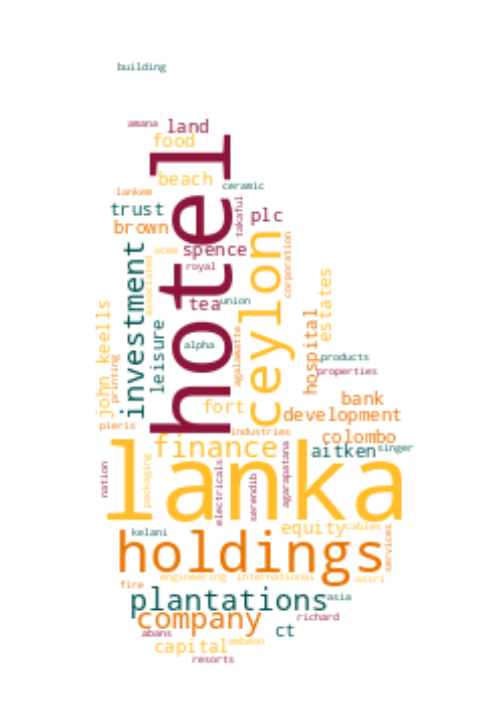 building
amana
land
food
hotel
beach
ceramic
lankem
trust
takaful
plc
brown
acme
spence
ceylon
corporation
investment
associated
royal
tea
union
estates
john keells
printing
leisure
alpha
agalawatte
hospital
products
properties
fort
bank
development
pieris
industries
colombo
finance
aitken
singer
lanka
nation
packaging
electricals
serendib
agarapatana
equity
cables
kelani
holdings
services
engineering
international
asiri
fire
plantations
asia
company
richard
abans
ct
capital
ambeon
resorts